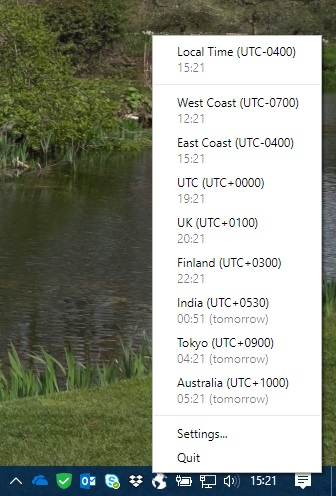 Local Time (UTC-0400)
15:21
West Coast (UTC-0700)
12:21
East Coast (UTC-0400)
15:21
UTC (UTC+0000)
19:21
UK (UTC+0100)
20:21
Finland (UTC+0300)
22:21
India (UTC+0530)
00:51 (tomorrow)
Tokyo (UTC+0900)
04:21 (tomorrow)
Australia (UTC+1000)
05:21 (tomorrow)
Settings...
Quit
15:21